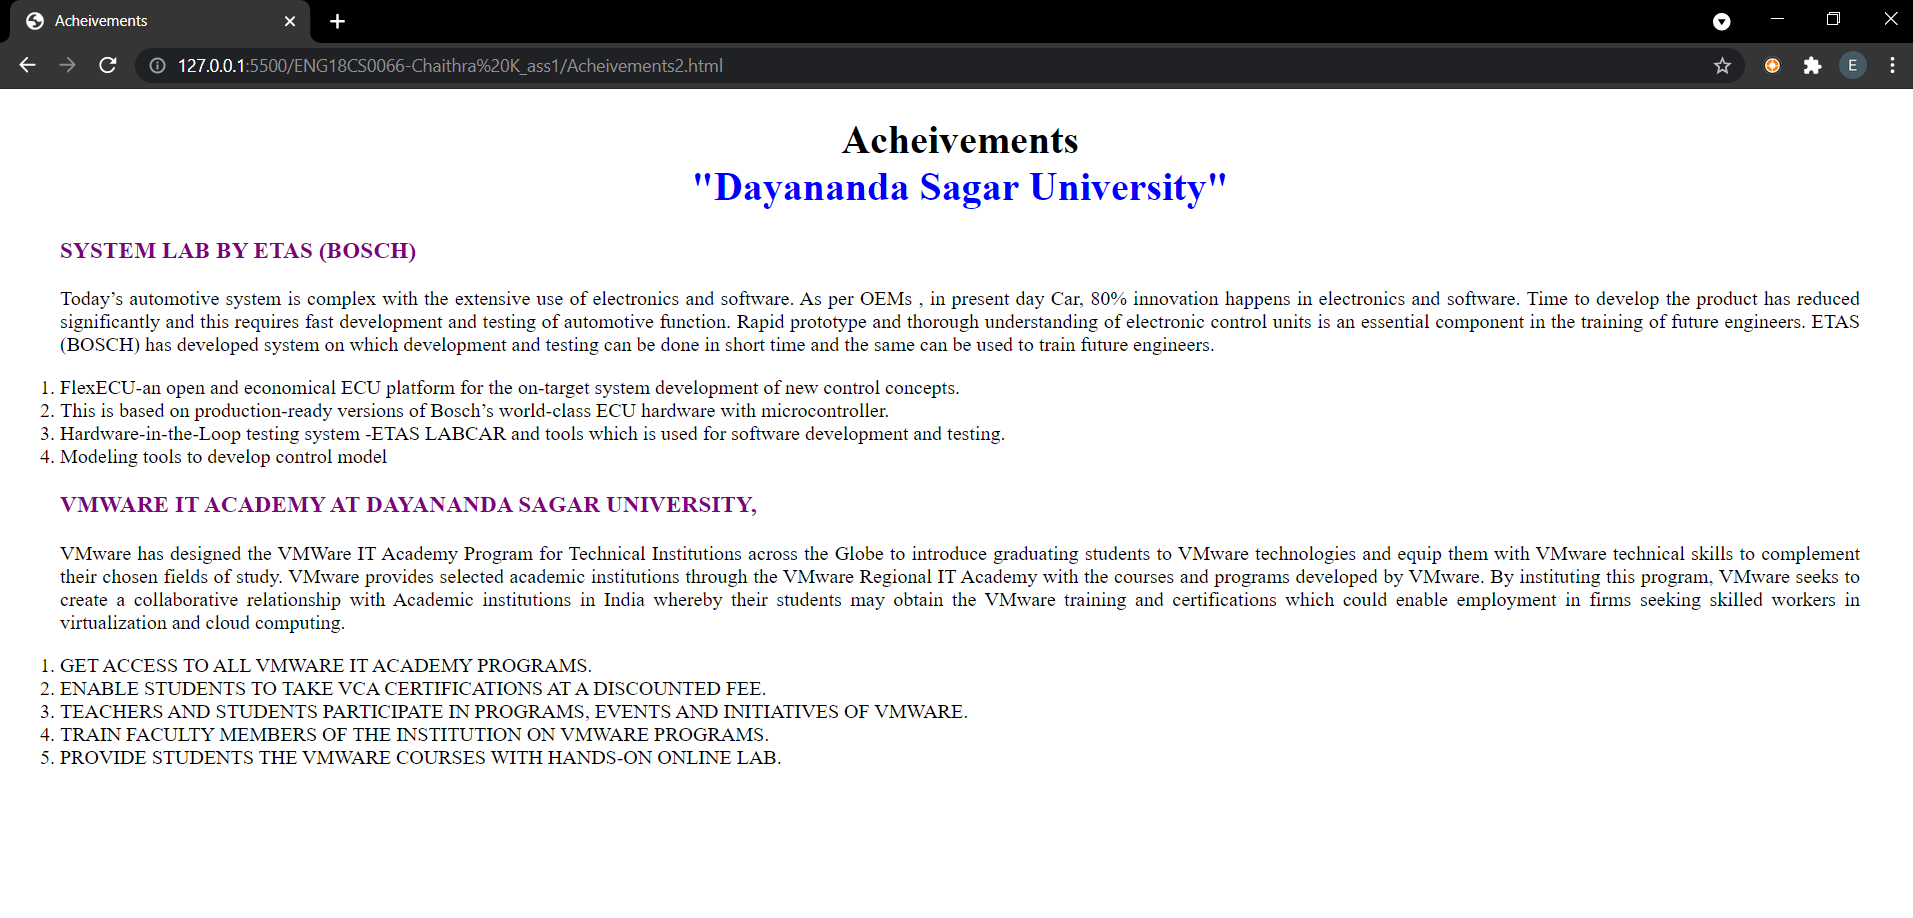 Acheivements
127.0.0.1:5500/ENG18CS0066-Chaithra%20K_ass1/Acheivements2.html
E
Acheivements
"Dayananda Sagar University"
SYSTEM LAB BY ETAS (BOSCH)
Today’s automotive system is complex with the extensive use of electronics and software. As per OEMs , in present day Car, 80% innovation happens in electronics and software. Time to develop the product has reduced
significantly and this requires fast development and testing of automotive function. Rapid prototype and thorough understanding of electronic control units is an essential component in the training of future engineers. ETAS
(BOSCH) has developed system on which development and testing can be done in short time and the same can be used to train future engineers.
1. FlexECU-an open and economical ECU platform for the on-target system development of new control concepts.
2. This is based on production-ready versions of Bosch’s world-class ECU hardware with microcontroller.
3. Hardware-in-the-Loop testing system -ETAS LABCAR and tools which is used for software development and testing.
4. Modeling tools to develop control model
VMWARE IT ACADEMY AT DAYANANDA SAGAR UNIVERSITY,
VMware has designed the VMWare IT Academy Program for Technical Institutions across the Globe to introduce graduating students to VMware technologies and equip them with VMware technical skills to complement
their chosen fields of study. VMware provides selected academic institutions through the VMware Regional IT Academy with the courses and programs developed by VMware. By instituting this program, VMware seeks to
create a collaborative relationship with Academic institutions in India whereby their students may obtain the VMware training and certifications which could enable employment in firms seeking skilled workers in
virtualization and cloud computing.
1. GET ACCESS TO ALL VMWARE IT ACADEMY PROGRAMS.
2. ENABLE STUDENTS TO TAKE VCA CERTIFICATIONS AT A DISCOUNTED FEE.
3. TEACHERS AND STUDENTS PARTICIPATE IN PROGRAMS, EVENTS AND INITIATIVES OF VMWARE.
4. TRAIN FACULTY MEMBERS OF THE INSTITUTION ON VMWARE PROGRAMS.
5. PROVIDE STUDENTS THE VMWARE COURSES WITH HANDS-ON ONLINE LAB.